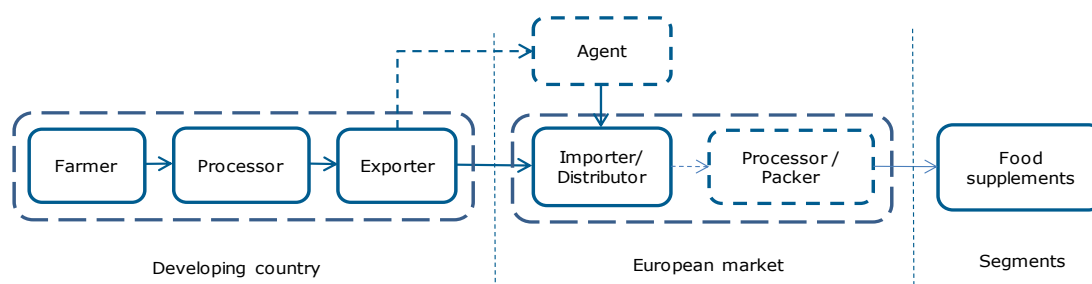 Agent
Farmer
Processor
Exporter
Importer/
Distributor
Processor /
Packer
Food
supplements
Developing country
European market
Segments